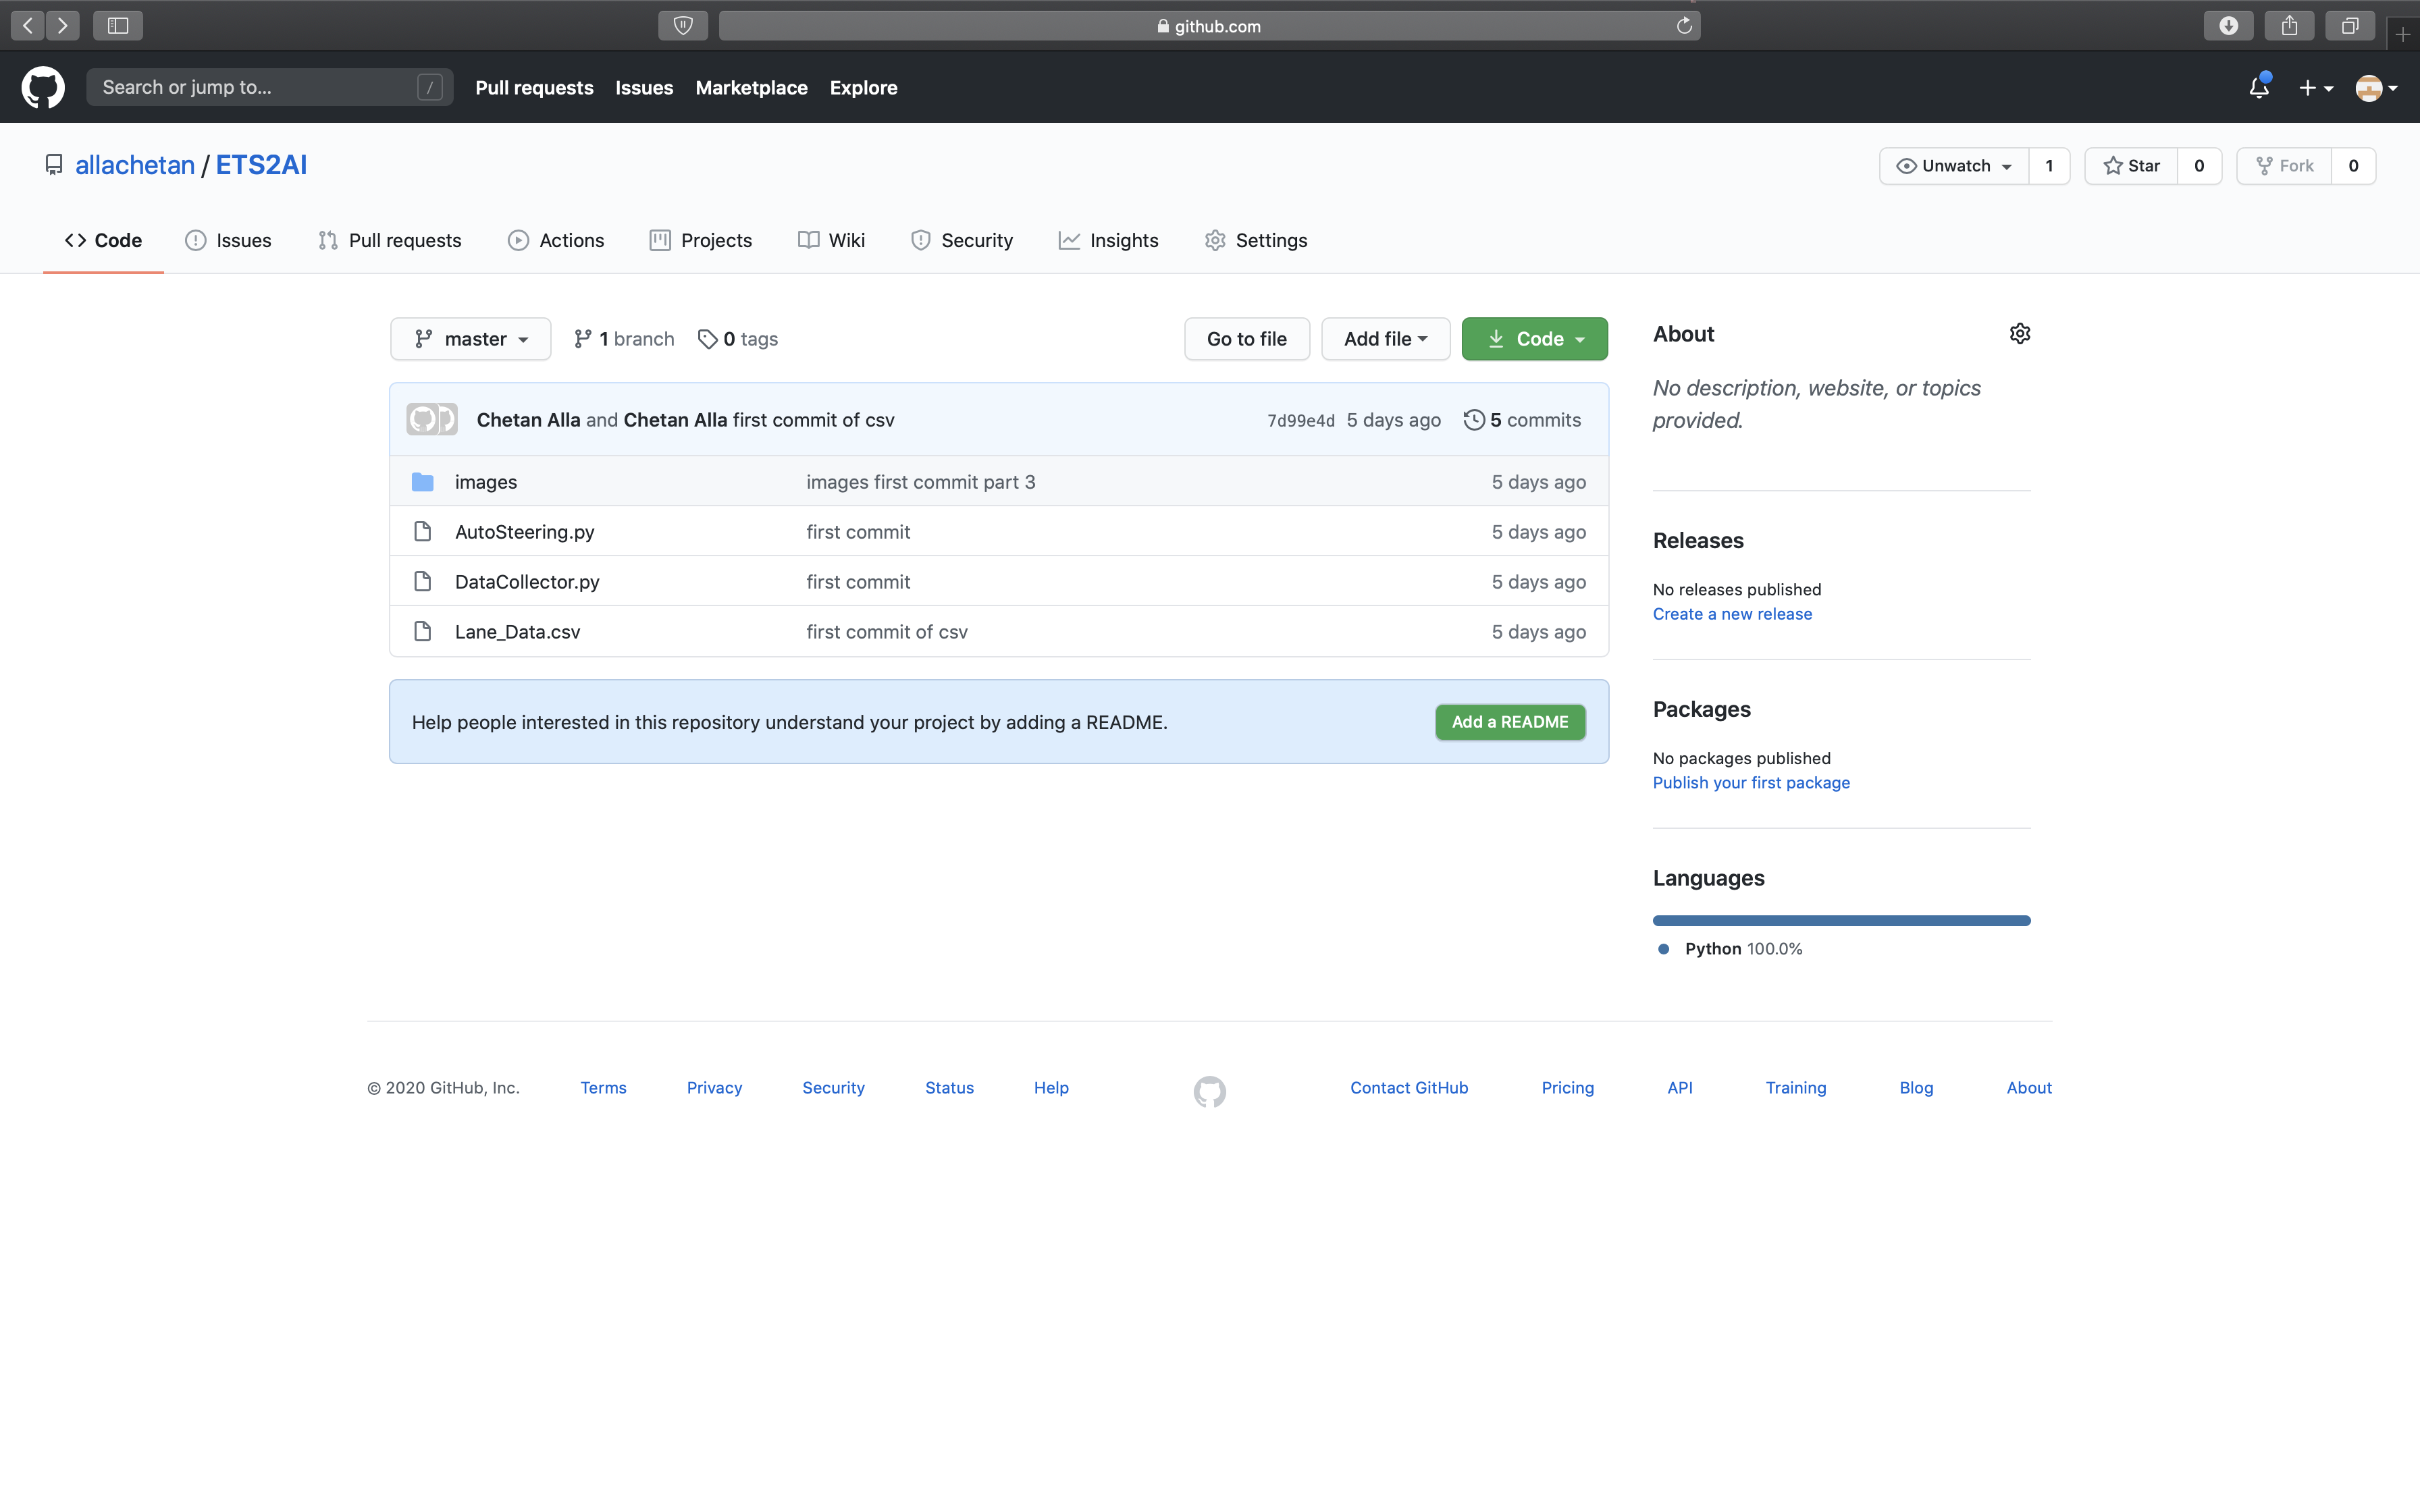 github.com
Search or jump to... /
Pull requests Issues Marketplace Explore
allachetan / ETS2AI
Unwatch 1 Star 0 Fork 0
Code Issues Pull requests Actions Projects Wiki Security Insights Settings
master 1 branch 0 tags Go to file Add file Code
Chetan Alla and Chetan Alla first commit of csv 7d99e4d 5 days ago 5 commits
images images first commit part 3 5 days ago
AutoSteering.py first commit 5 days ago
DataCollector.py first commit 5 days ago
Lane_Data.csv first commit of csv 5 days ago
Help people interested in this repository understand your project by adding a README. Add a README
About
No description, website, or topics
provided.
Releases
No releases published
Create a new release
Packages
No packages published
Publish your first package
Languages
Python 100.0%
© 2020 GitHub, Inc. Terms Privacy Security Status Help Contact GitHub Pricing API Training Blog About